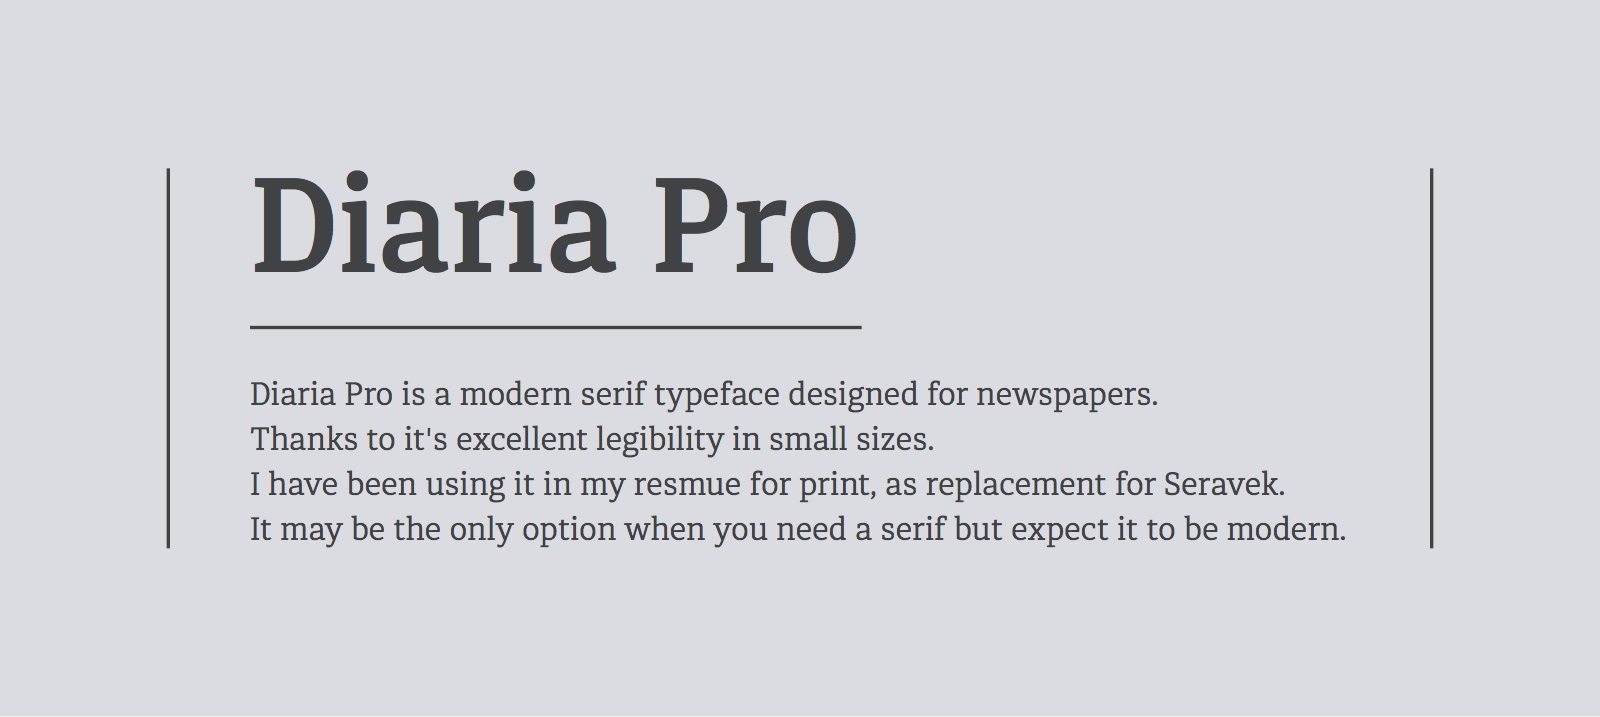 Diaria Pro
Diaria Pro is a modern serif typeface designed for newspapers.
Thanks to it's excellent legibility in small sizes.
I have been using it in my resmue for print, as replacement for Seravek.
It may be the only option when you need a serif but expect it to be modern.